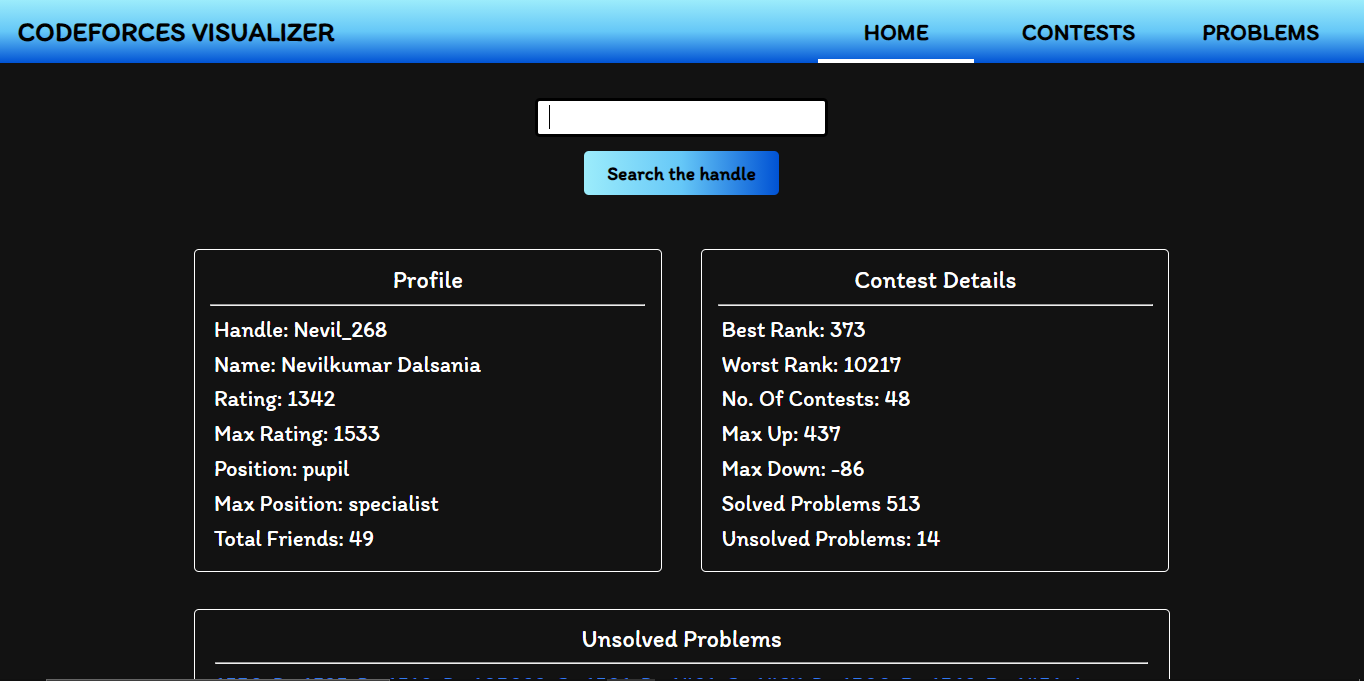 CODEFORCES VISUALIZER
HOME
CONTESTS
PROBLEMS
Search the handle
Profile
Handle: Nevil_268
Name: Nevilkumar Dalsania
Rating: 1342
Max Rating: 1533
Position: pupil
Max Position: specialist
Total Friends: 49
Contest Details
Best Rank: 373
Worst Rank: 10217
No. Of Contests: 48
Max Up: 437
Max Down: -86
Solved Problems 513
Unsolved Problems: 14
Unsolved Problems